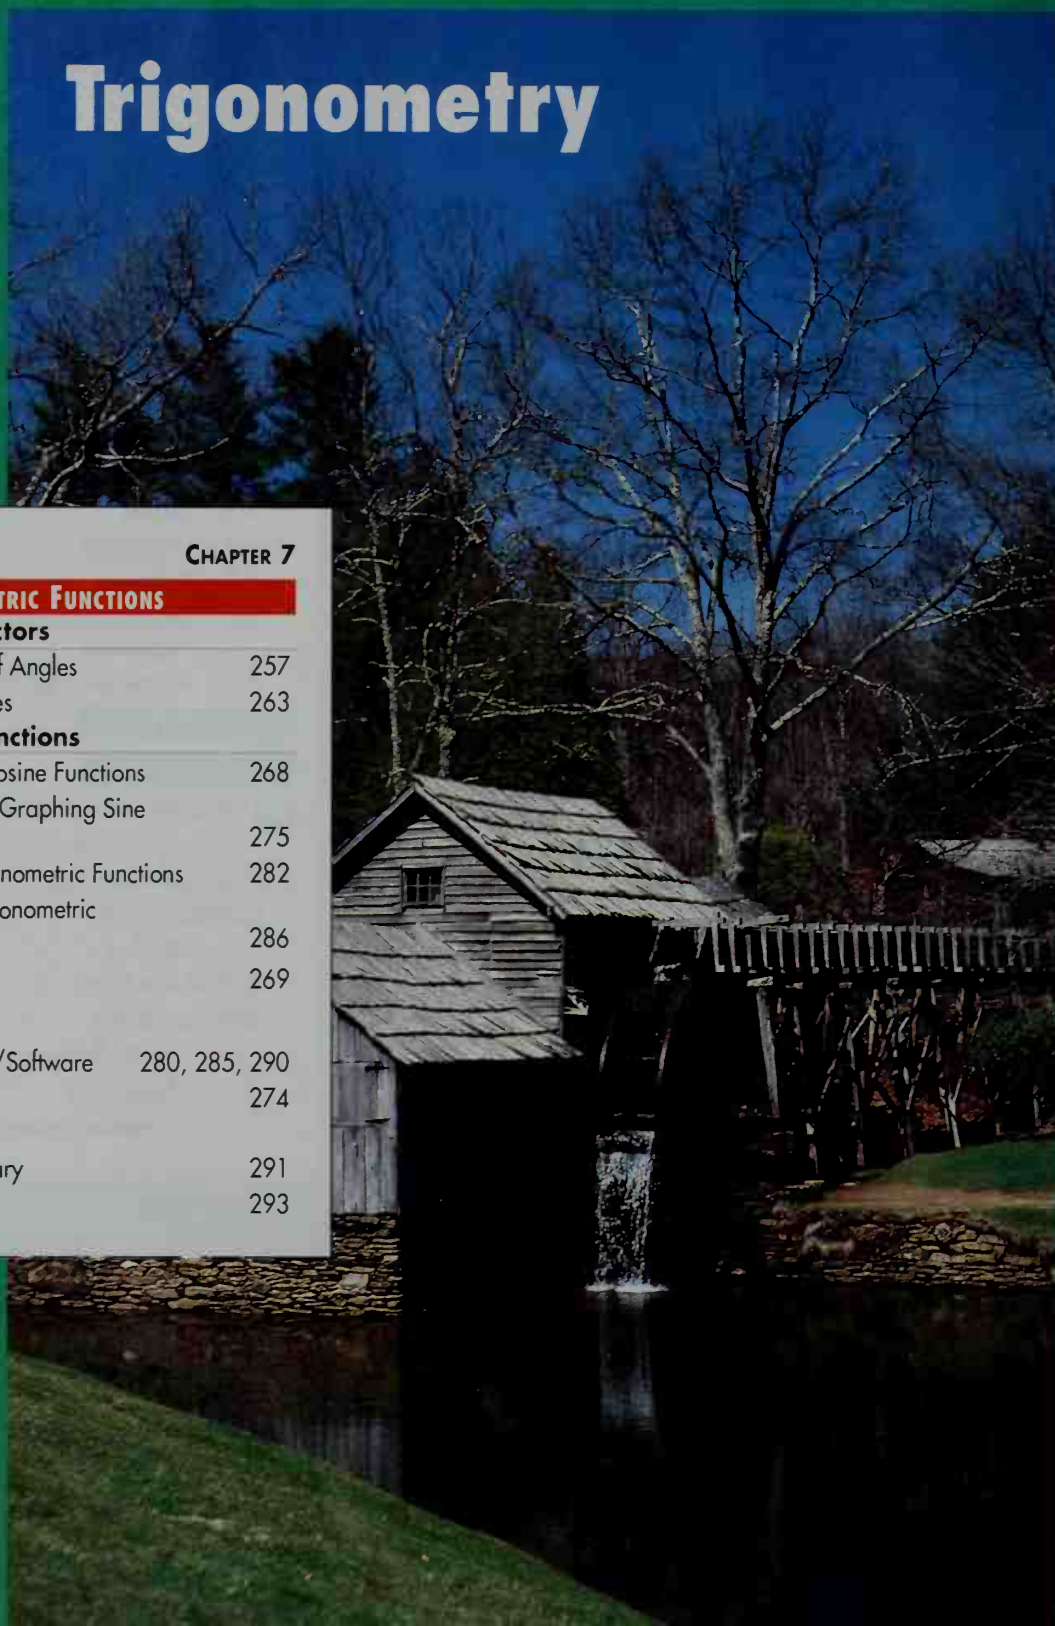 Trigonometry
CHAPTER 7
TRIC FUNCTIONS
ctors
f Angles 257
es 263
nctions
osine Functions 268
Graphing Sine
275
nometric Functions 282
onometric
286
269
/Software 280, 285, 290
274
ary 291
293